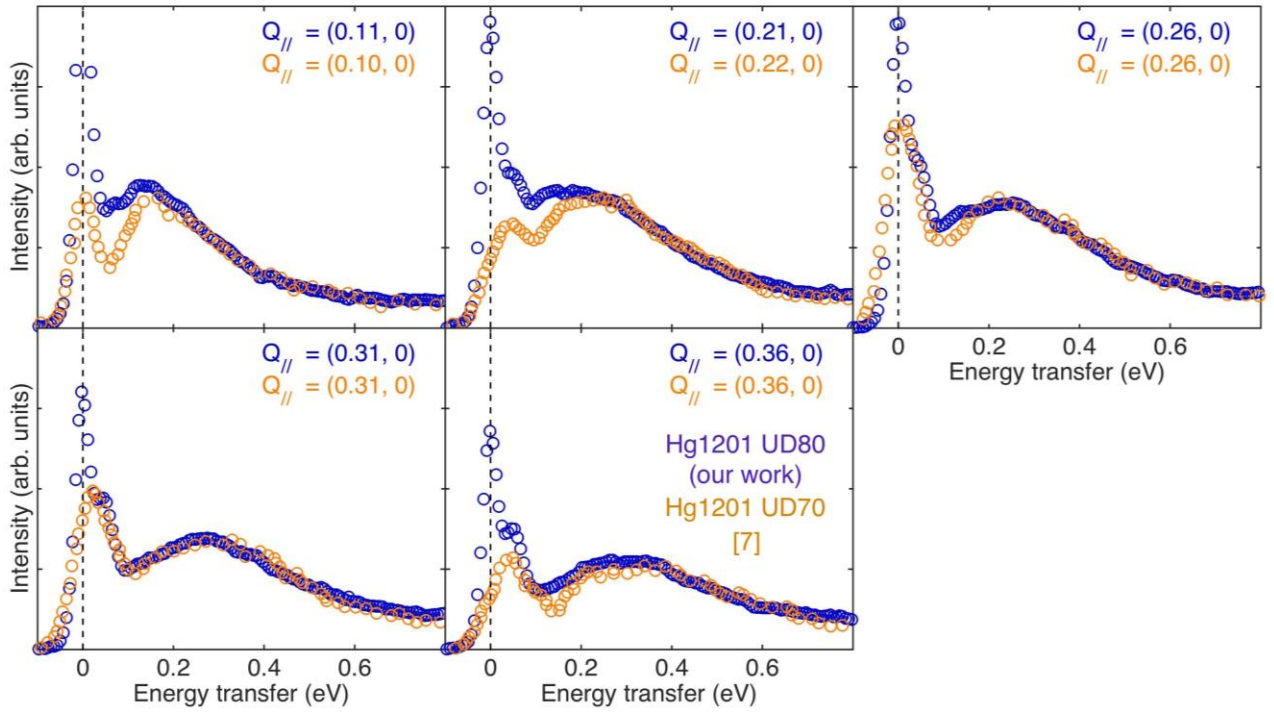 Intensity (arb. units)
Q// = (0.11, 0)
Q// = (0.10, 0)
Q// = (0.21, 0)
Q// = (0.22, 0)
Q// = (0.26, 0)
Q// = (0.26, 0)
0 0.2 0.4 0.6
Energy transfer (eV)
Intensity (arb. units)
Q// = (0.31, 0)
Q// = (0.31, 0)
Q// = (0.36, 0)
Q// = (0.36, 0)
Hg1201 UD80
(our work)
Hg1201 UD70
[7]
0 0.2 0.4 0.6
Energy transfer (eV)
0 0.2 0.4 0.6
Energy transfer (eV)